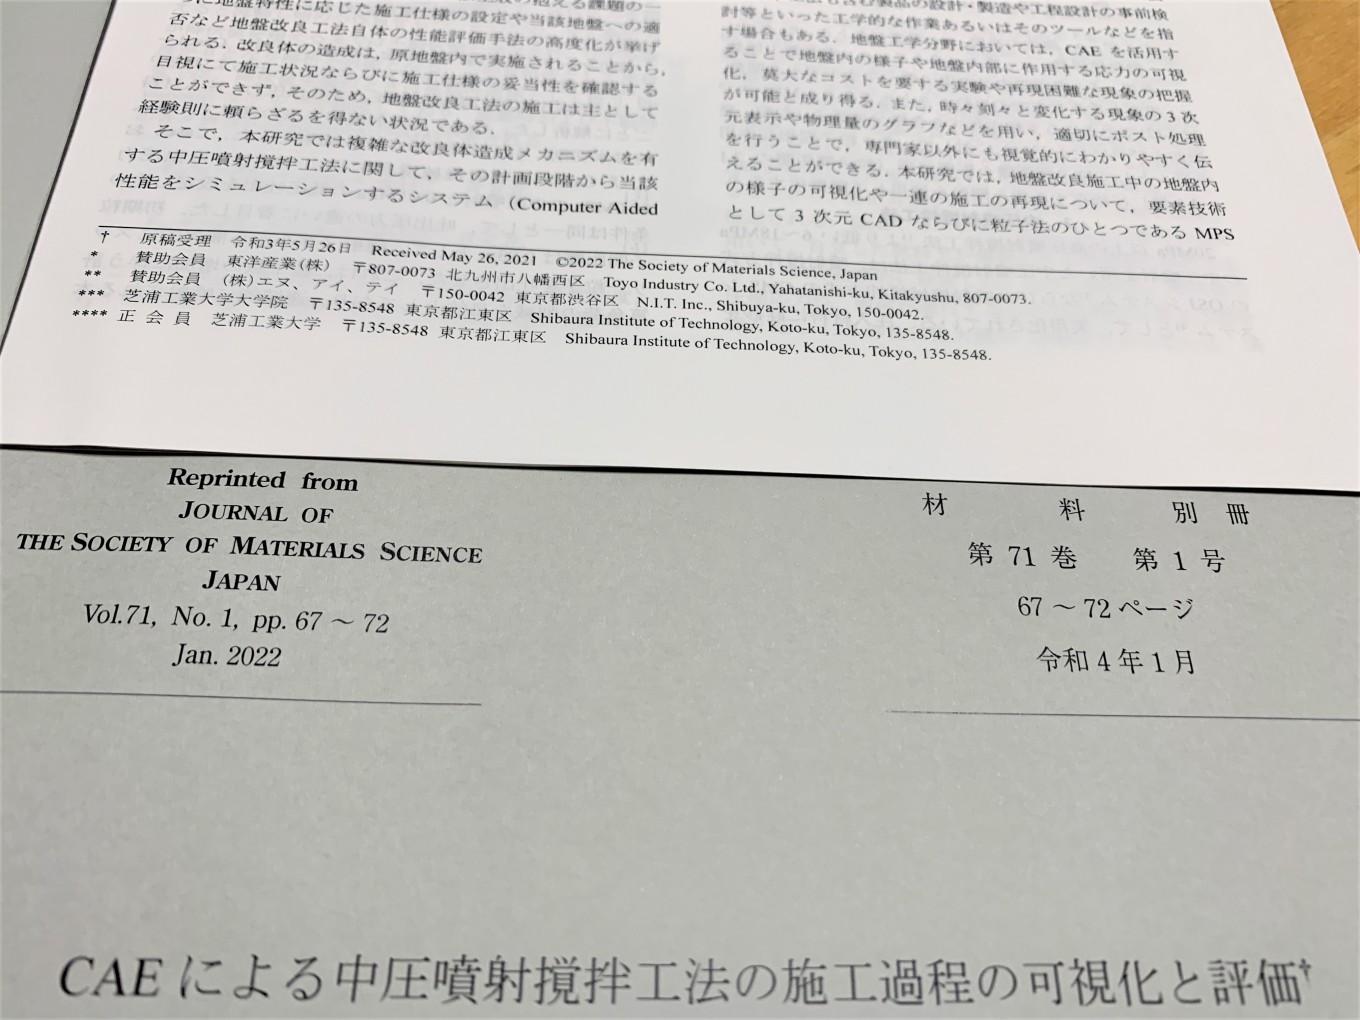 に地盤特性に応じた施工仕様の設定や当該地盤への適
否など地盤改良工法自体の性能評価手法の高度化が挙げ
られる．改良体の造成は，原地盤内で実施されることから，
目視にて施工状況ならびに施工仕様の妥当性を確認する
ことができず，そのため，地盤改良工法の施工は主として
経験則に頼らざるを得ない状況である．
そこで，本研究では複雑な改良体造成メカニズムを有
する中圧噴射撹拌工法に関して，その計画段階から当該
性能をシミュレーションするシステム（Computer Aided
製品の設計・製造や工程設計の事前検
討等といった工学的な作業あるいはそのツールなどを指
す場合もある．地盤工学分野においては，CAE を活用す
ることで地盤内の様子や地盤内部に作用する応力の可視
化，莫大なコストを要する実験や再現困難な現象の把握
が可能と成り得る．また，時々刻々と変化する現象の3次
元表示や物理量のグラフなどを用い，適切にポスト処理
を行うことで，専門家以外にも視覚的にわかりやすく伝
えることができる．本研究では，地盤改良施工中の地盤内
の様子の可視化や一連の施工の再現について，要素技術
として3次元 CAD ならびに粒子法のひとつである MPS
† 原稿受理 令和3年5月26日 Received May 26, 2021 ©2022 The Society of Materials Science, Japan
* 賛助会員 東洋産業(株) 〒807-0073 北九州市八幡西区 Toyo Industry Co. Ltd., Yahatanishi-ku, Kitakyushu, 807-0073.
** 賛助会員 (株)エヌ、アイ、テイ 〒150-0042 東京都渋谷区 N.I.T. Inc., Shibuya-ku, Tokyo, 150-0042.
*** 芝浦工業大学大学院 〒135-8548 東京都江東区 Shibaura Institute of Technology, Koto-ku, Tokyo, 135-8548.
**** 正 会 員 芝浦工業大学 〒135-8548 東京都江東区 Shibaura Institute of Technology, Koto-ku, Tokyo, 135-8548.
Reprinted from
JOURNAL OF
THE SOCIETY OF MATERIALS SCIENCE
JAPAN
Vol.71, No. 1, pp. 67～72
Jan. 2022
材 料 別 冊
第 71 巻 第 1 号
67～72ページ
令和4年1月
CAEによる中圧噴射撹拌工法の施工過程の可視化と評価†